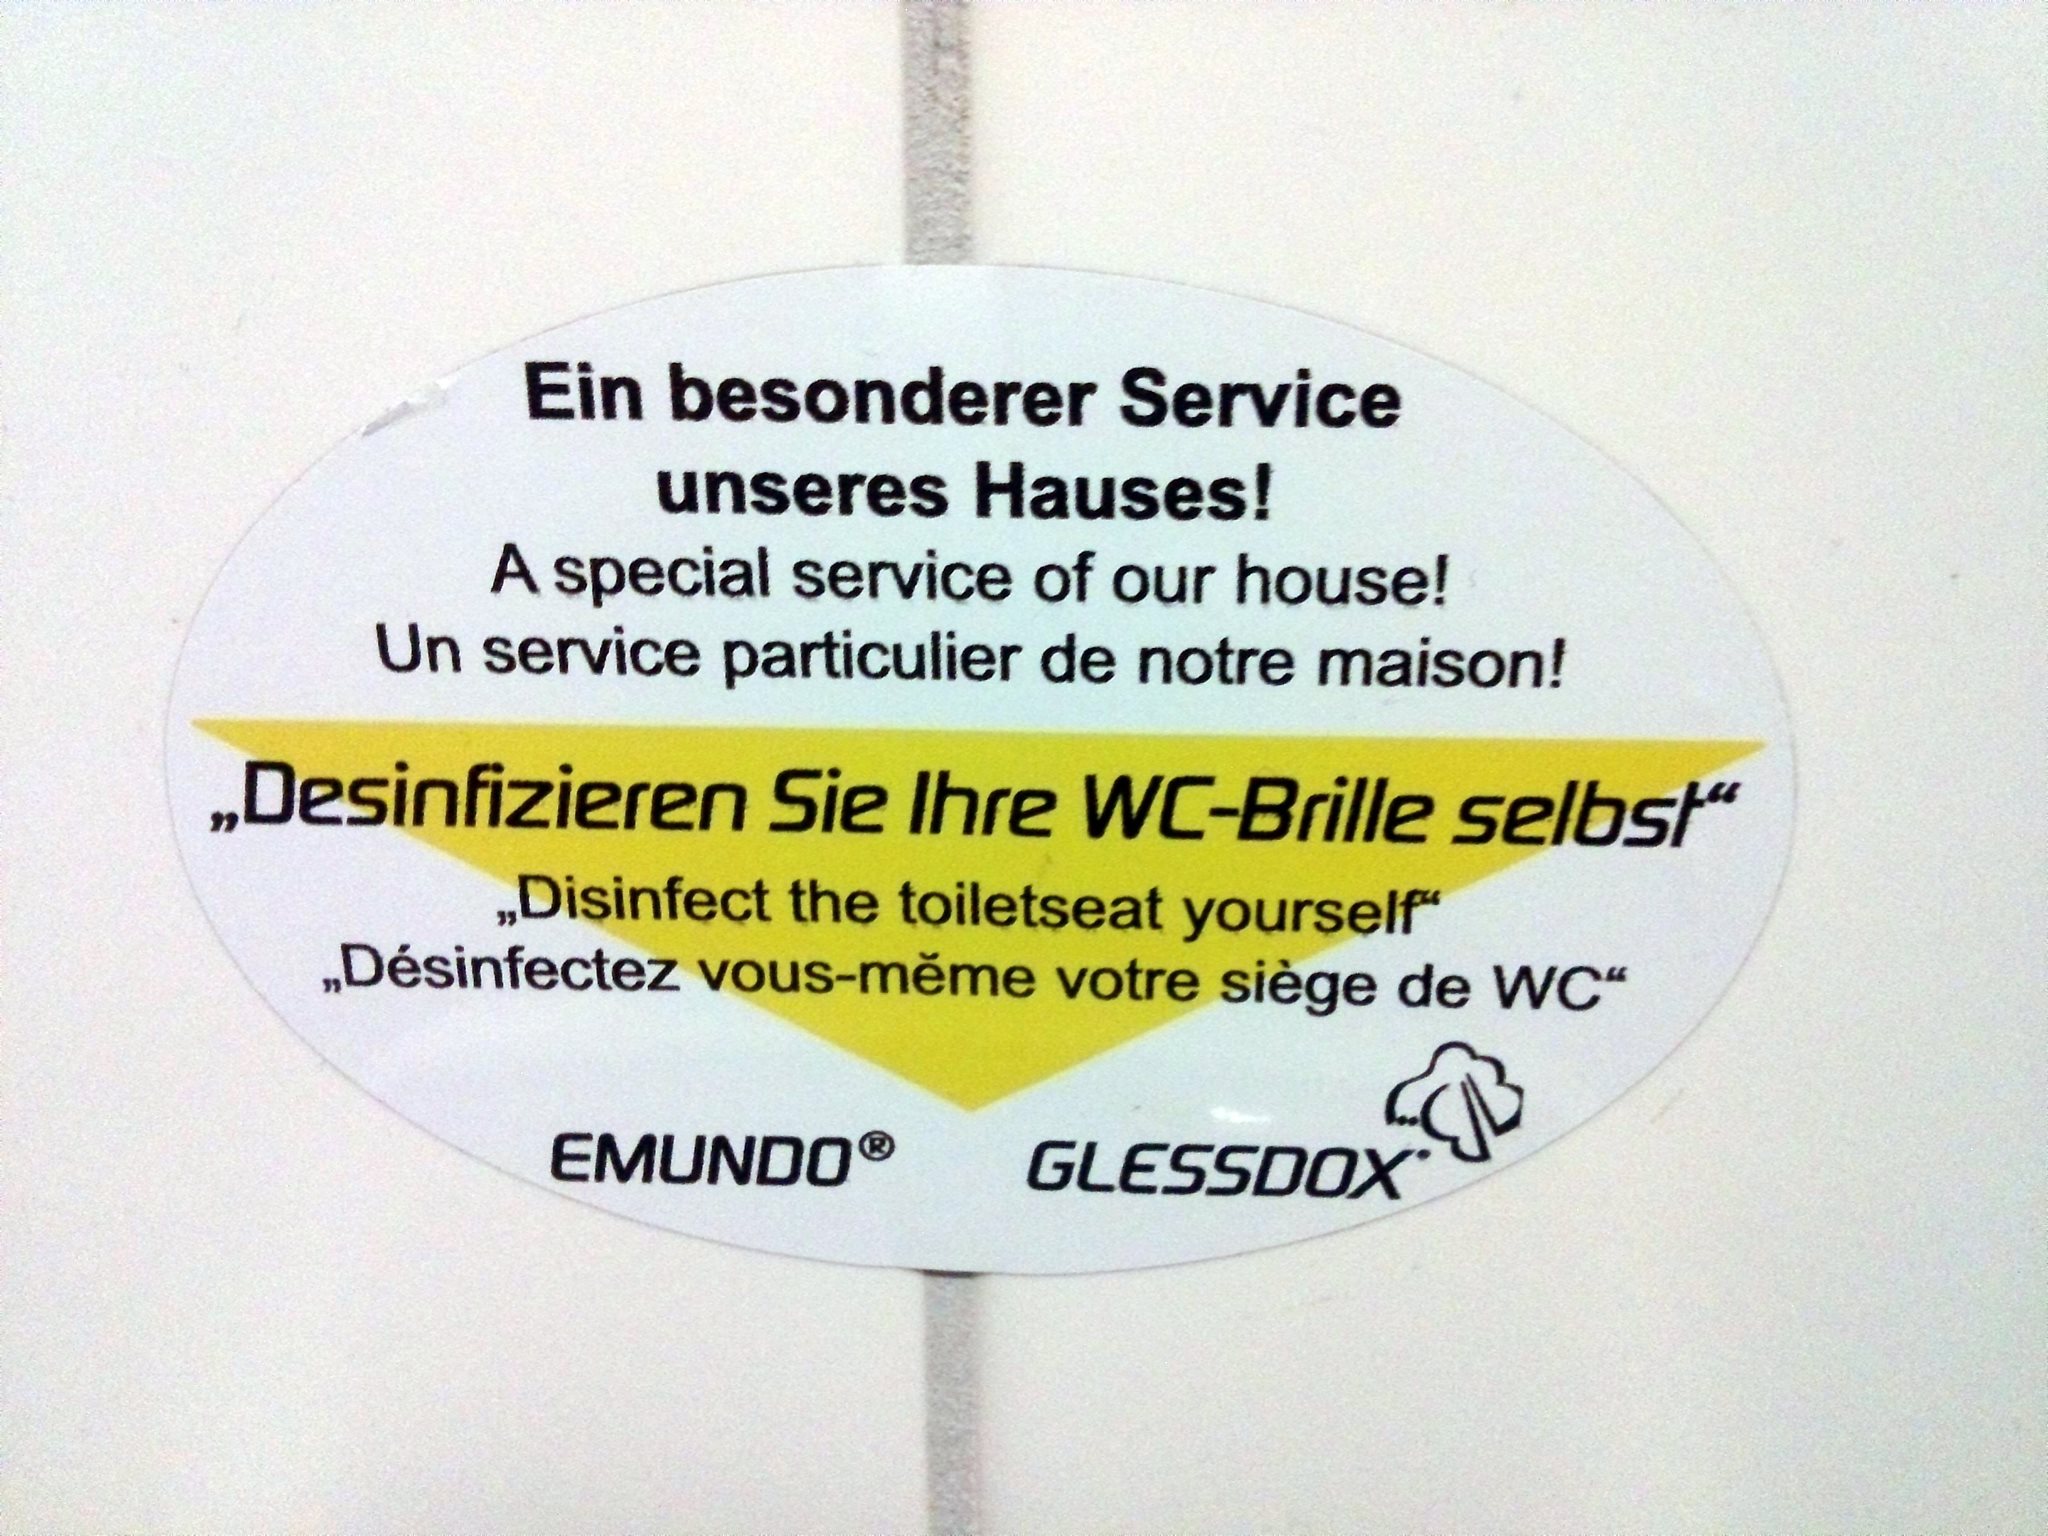 Ein besonderer Service
unseres Hauses!
A special service of our house!
Un service particulier de notre maison!
„Desinfizieren Sie Ihre WC-Brille selbst“
„Disinfect the toiletseat yourself“
„Désinfectez vous-mĕme votre siège de WC“
EMUNDO® GLESSDOX